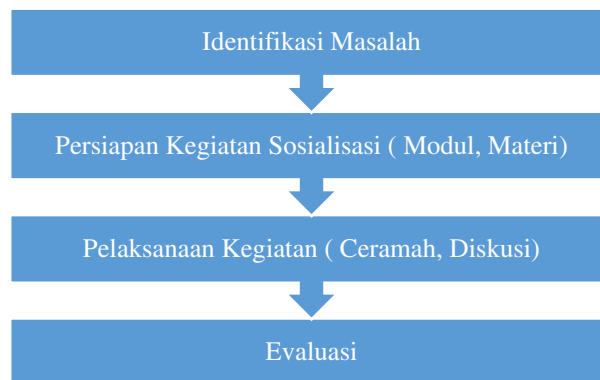 Identifikasi Masalah
Persiapan Kegiatan Sosialisasi ( Modul, Materi)
Pelaksanaan Kegiatan ( Ceramah, Diskusi)
Evaluasi